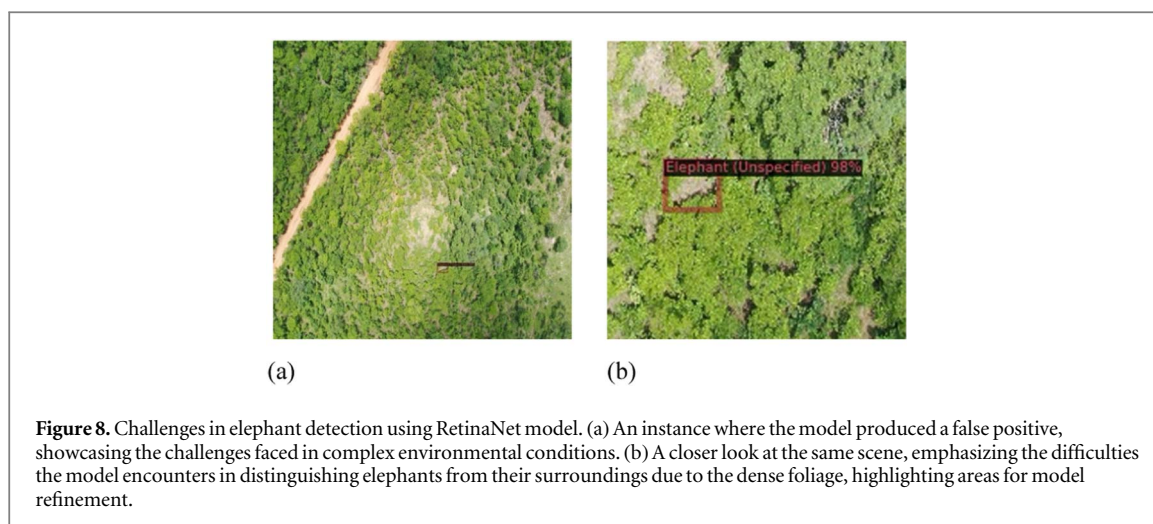 Elephant (Unspecified) 98%
(a)
(b)
Figure 8. Challenges in elephant detection using RetinaNet model. (a) An instance where the model produced a false positive,
showcasing the challenges faced in complex environmental conditions. (b) A closer look at the same scene, emphasizing the difficulties
the model encounters in distinguishing elephants from their surroundings due to the dense foliage, highlighting areas for model
refinement.